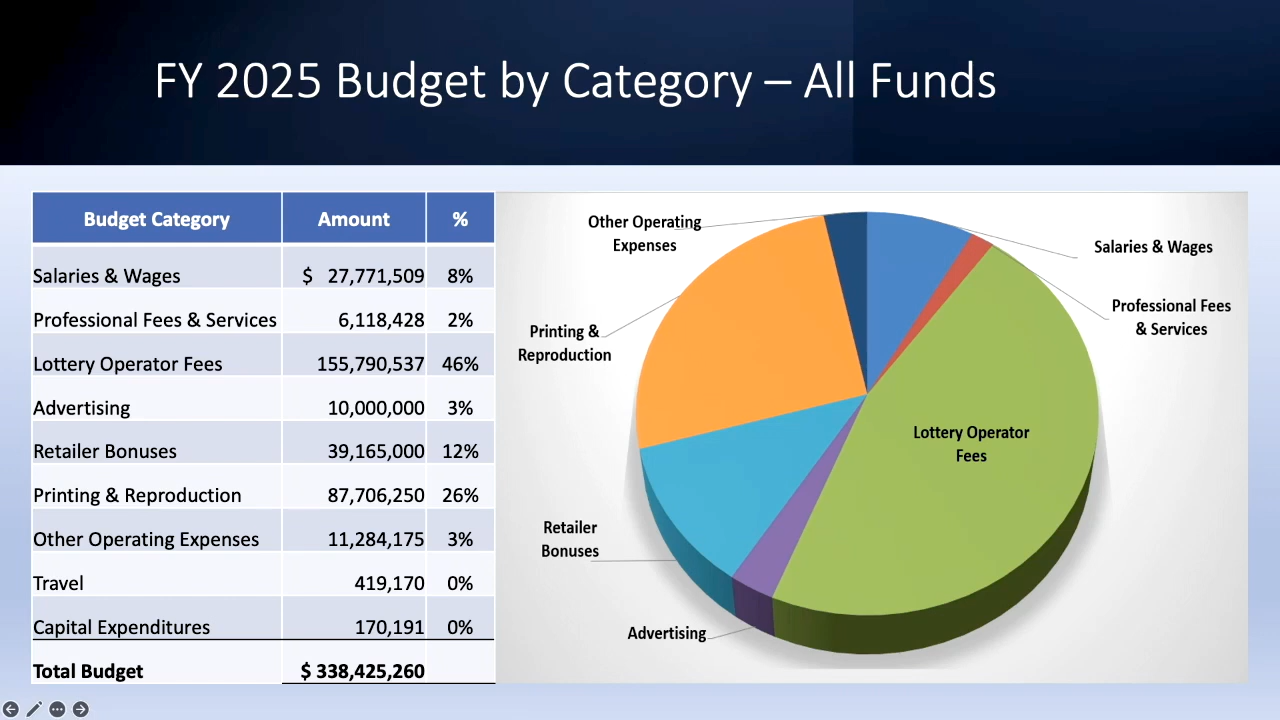 FY 2025 Budget by Category – All Funds
Budget Category Amount %
Salaries & Wages $ 27,771,509 8%
Professional Fees & Services 6,118,428 2%
Lottery Operator Fees 155,790,537 46%
Advertising 10,000,000 3%
Retailer Bonuses 39,165,000 12%
Printing & Reproduction 87,706,250 26%
Other Operating Expenses 11,284,175 3%
Travel 419,170 0%
Capital Expenditures 170,191 0%
Total Budget $ 338,425,260
Other Operating
Expenses
Salaries & Wages
Professional Fees
& Services
Printing &
Reproduction
Lottery Operator
Fees
Retailer
Bonuses
Advertising